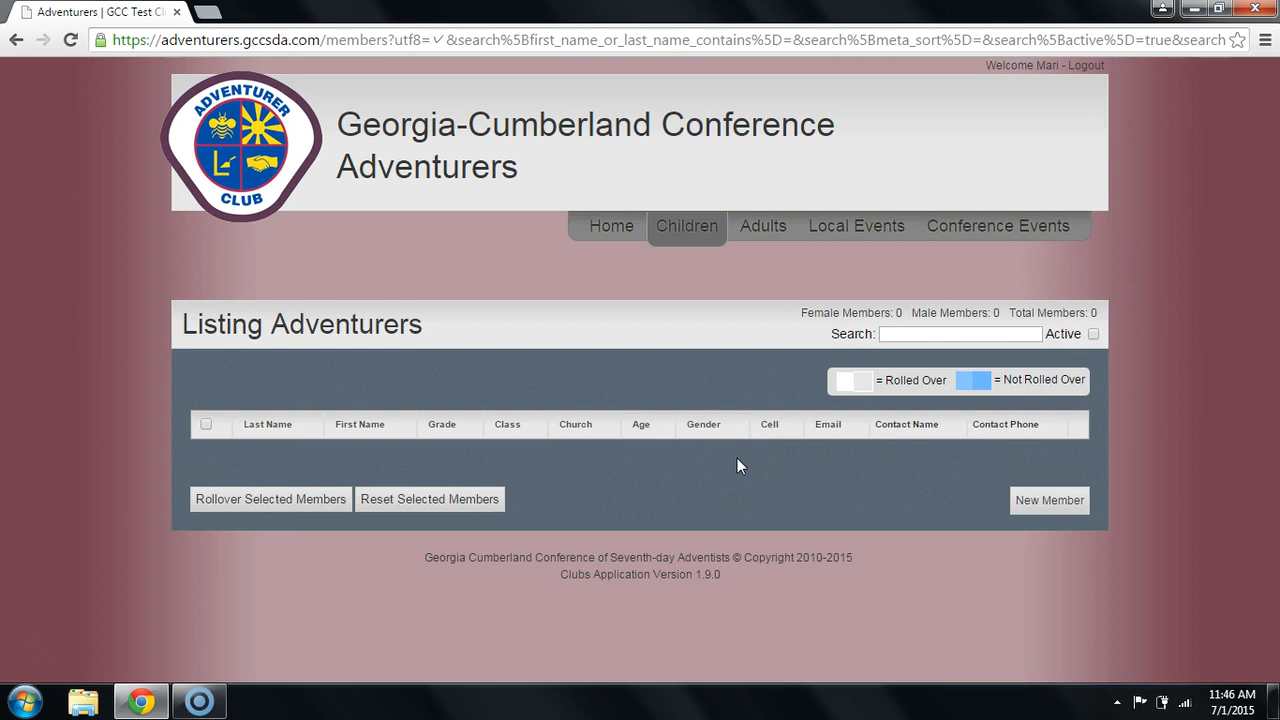 Adventurers | GCC Test Cl
https://adventurers.gccsda.com/members?utf8=✓&search%5Bfirst_name_or_last_name_contains%5D=&search%5Bmeta_sort%5D=&search%5Bactive%5D=true&search
Welcome Mari - Logout
ADVENTURER
CLUB
Georgia-Cumberland Conference
Adventurers
Home Children Adults Local Events Conference Events
Listing Adventurers
Female Members: 0 Male Members: 0 Total Members: 0
Search: Active
= Rolled Over = Not Rolled Over
Last Name First Name Grade Class Church Age Gender Cell Email Contact Name Contact Phone
Rollover Selected Members Reset Selected Members New Member
Georgia Cumberland Conference of Seventh-day Adventists © Copyright 2010-2015
Clubs Application Version 1.9.0
11:46 AM
7/1/2015